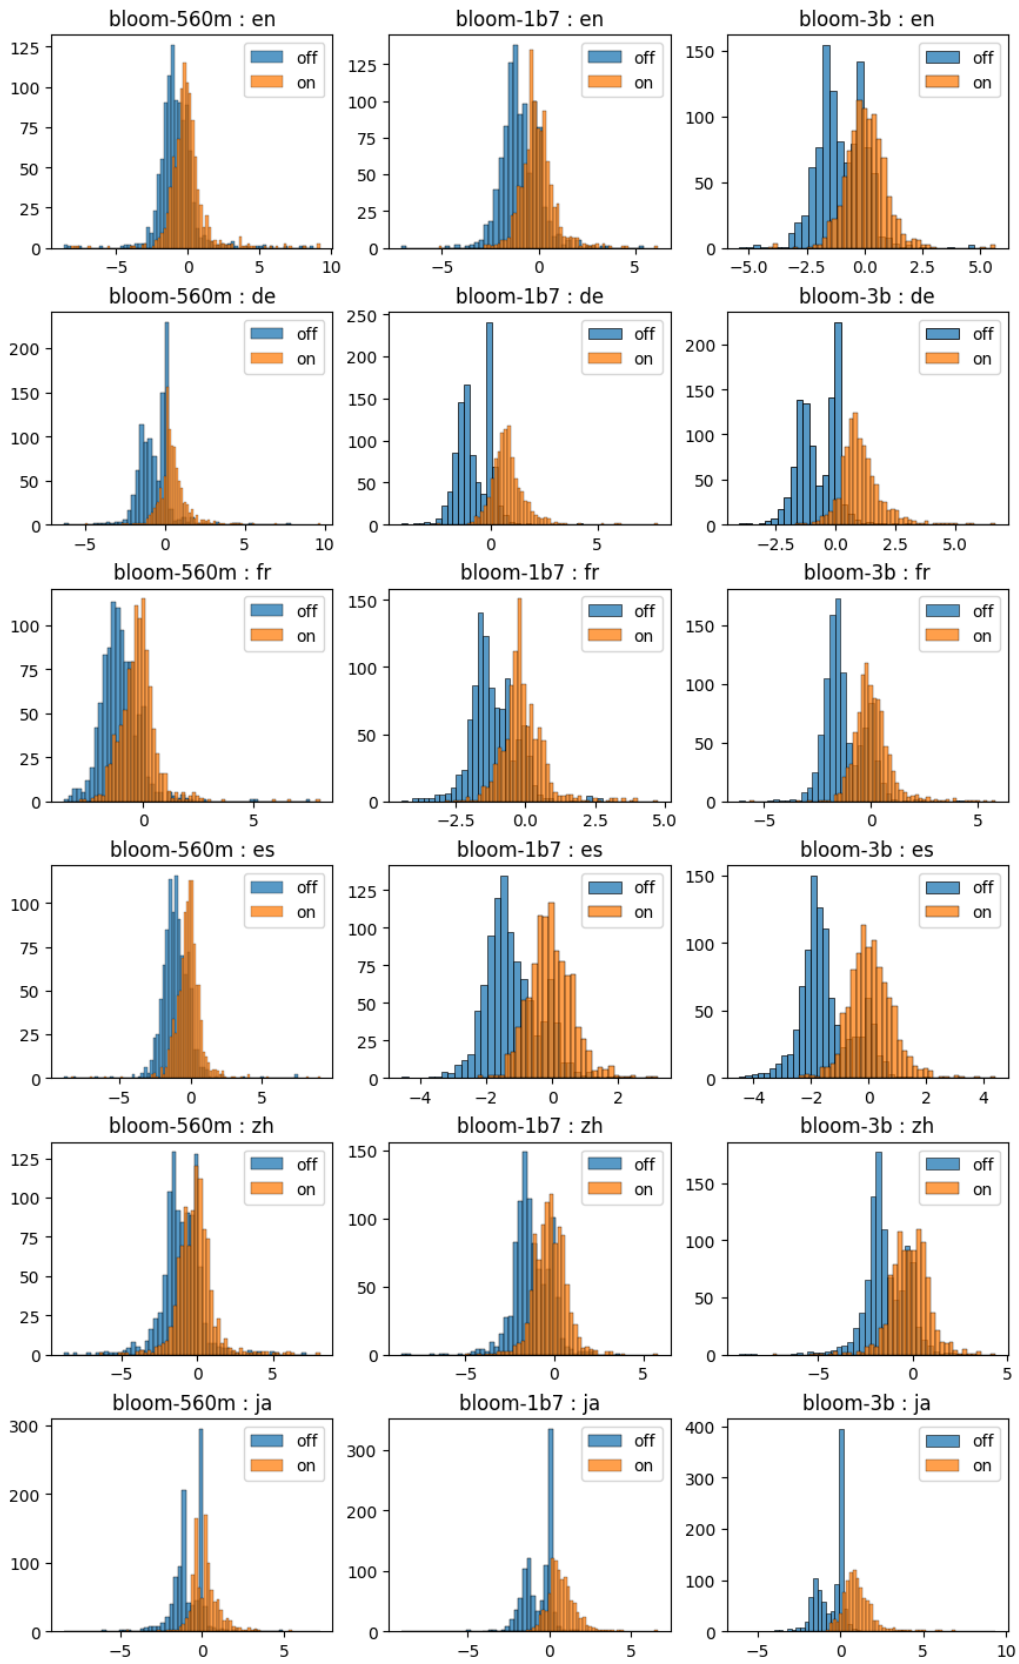 bloom-560m : en
125
100
75
50
25
0
−5
0
5
10
off
on
bloom-1b7 : en
125
100
75
50
25
0
−5
0
5
off
on
bloom-3b : en
150
100
50
0
−5.0
−2.5
0.0
2.5
5.0
off
on
bloom-560m : de
200
150
100
50
0
−5
0
5
10
off
on
bloom-1b7 : de
250
200
150
100
50
0
0
5
off
on
bloom-3b : de
200
150
100
50
0
−2.5
0.0
2.5
5.0
off
on
bloom-560m : fr
100
75
50
25
0
0
5
off
on
bloom-1b7 : fr
150
100
50
0
−2.5
0.0
2.5
5.0
off
on
bloom-3b : fr
150
100
50
0
−5
0
5
off
on
bloom-560m : es
100
75
50
25
0
−5
0
5
off
on
bloom-1b7 : es
125
100
75
50
25
0
−4
−2
0
2
off
on
bloom-3b : es
150
100
50
0
−4
−2
0
2
4
off
on
bloom-560m : zh
125
100
75
50
25
0
−5
0
5
off
on
bloom-1b7 : zh
150
100
50
0
−5
0
5
off
on
bloom-3b : zh
150
100
50
0
−5
0
5
off
on
bloom-560m : ja
300
200
100
0
−5
0
5
off
on
bloom-1b7 : ja
300
200
100
0
−5
0
5
off
on
bloom-3b : ja
400
300
200
100
0
−5
0
5
10
off
on